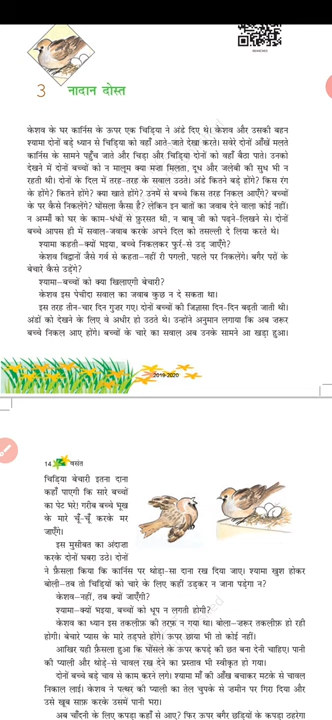 3 नादान दोस्त
केशव के घर कार्निस के ऊपर एक चिड़िया ने अंडे दिए थे। केशव और उसकी बहन
श्यामा दोनों बड़े ध्यान से चिड़िया को वहाँ आते-जाते देखा करते। सवेरे दोनों आँखें मलते
कार्निस के सामने पहुँच जाते और चिड़ा और चिड़िया दोनों को वहाँ बैठा पाते। उनको
देखने में दोनों बच्चों को न मालूम क्या मज़ा मिलता, दूध और जलेबी की सुध भी न
रहती थी। दोनों के दिल में तरह-तरह के सवाल उठते। अंडे कितने बड़े होंगे? किस रंग
के होंगे? कितने होंगे? क्या खाते होंगे? उनमें से बच्चे किस तरह निकल आएँगे? बच्चों
के पर कैसे निकलेंगे? घोंसला कैसा है? लेकिन इन बातों का जवाब देने वाला कोई नहीं।
न अम्माँ को घर के काम-धंधों से फ़ुरसत थी, न बाबू जी को पढ़ने-लिखने से। दोनों
बच्चे आपस ही में सवाल-जवाब करके अपने दिल को तसल्ली दे लिया करते थे।
श्यामा कहती–क्यों भइया, बच्चे निकलकर फुर्र-से उड़ जाएँगे?
केशव विद्वानों जैसे गर्व से कहता–नहीं री पगली, पहले पर निकलेंगे। बगैर परों के
बेचारे कैसे उड़ेंगे?
श्यामा–बच्चों को क्या खिलाएगी बेचारी?
केशव इस पेचीदा सवाल का जवाब कुछ न दे सकता था।
इस तरह तीन-चार दिन गुज़र गए। दोनों बच्चों की जिज्ञासा दिन-दिन बढ़ती जाती थी।
अंडों को देखने के लिए वे अधीर हो उठते थे। उन्होंने अनुमान लगाया कि अब ज़रूर
बच्चे निकल आए होंगे। बच्चों के चारे का सवाल अब उनके सामने आ खड़ा हुआ।
2019-2020
14 वसंत
चिड़िया बेचारी इतना दाना
कहाँ पाएगी कि सारे बच्चों
का पेट भरे! गरीब बच्चे भूख
के मारे चूँ-चूँ करके मर
जाएँगे।
इस मुसीबत का अंदाज़ा
करके दोनों घबरा उठे। दोनों
ने फ़ैसला किया कि कार्निस पर थोड़ा-सा दाना रख दिया जाए। श्यामा खुश होकर
बोली–तब तो चिड़ियों को चारे के लिए कहीं उड़कर न जाना पड़ेगा न?
केशव–नहीं, तब क्यों जाएँगी?
श्यामा–क्यों भइया, बच्चों को धूप न लगती होगी?
केशव का ध्यान इस तकलीफ़ की तरफ़ न गया था। बोला–ज़रूर तकलीफ़ हो रही
होगी। बेचारे प्यास के मारे तड़पते होंगे। ऊपर छाया भी तो कोई नहीं।
आखिर यही फ़ैसला हुआ कि घोंसले के ऊपर कपड़े की छत बना देनी चाहिए। पानी
की प्याली और थोड़े-से चावल रख देने का प्रस्ताव भी स्वीकृत हो गया।
दोनों बच्चे बड़े चाव से काम करने लगे। श्यामा माँ की आँख बचाकर मटके से चावल
निकाल लाई। केशव ने पत्थर की प्याली का तेल चुपके से ज़मीन पर गिरा दिया और
उसे खूब साफ़ करके उसमें पानी भरा।
अब चाँदनी के लिए कपड़ा कहाँ से आए? फिर ऊपर बगैर छड़ियों के कपड़ा ठहरेगा